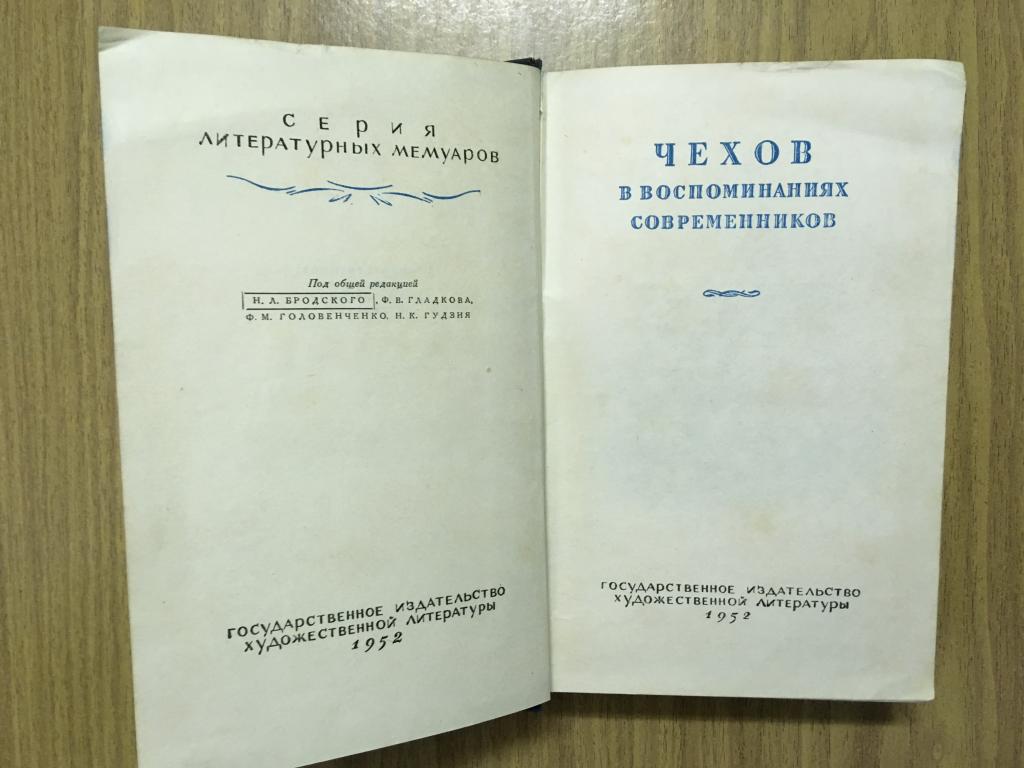 Серия
литературных мемуаров
Под общей редакцией
Н. Л. БРОДСКОГО, Ф. В. ГЛАДКОВА,
Ф. М. ГОЛОВЕНЧЕНКО, Н. К. ГУДЗИЯ
ГОСУДАРСТВЕННОЕ ИЗДАТЕЛЬСТВО
ХУДОЖЕСТВЕННОЙ ЛИТЕРАТУРЫ
1952
ЧЕХОВ
В ВОСПОМИНАНИЯХ
СОВРЕМЕННИКОВ
ГОСУДАРСТВЕННОЕ ИЗДАТЕЛЬСТВО
ХУДОЖЕСТВЕННОЙ ЛИТЕРАТУРЫ
1952